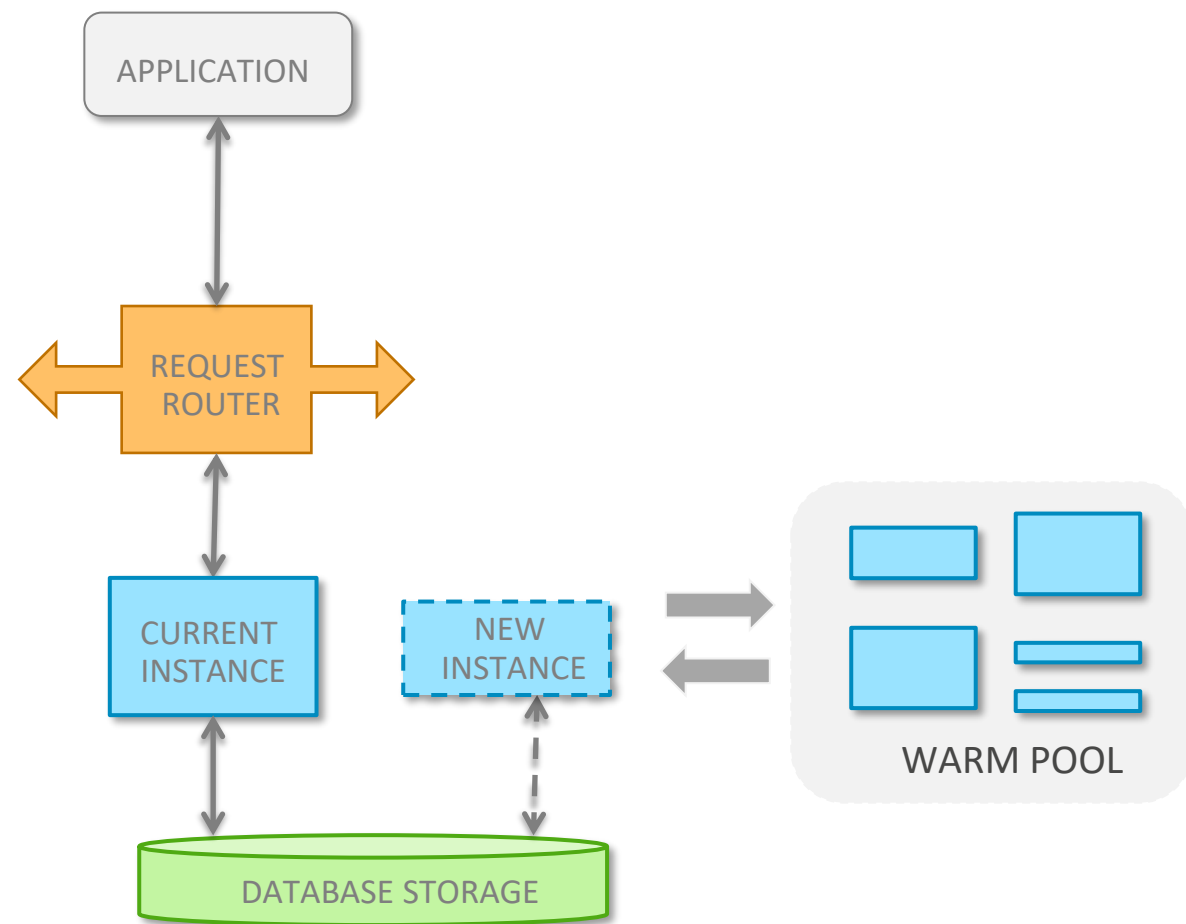 APPLICATION
REQUEST
ROUTER
CURRENT
INSTANCE
NEW
INSTANCE
WARM POOL
DATABASE STORAGE